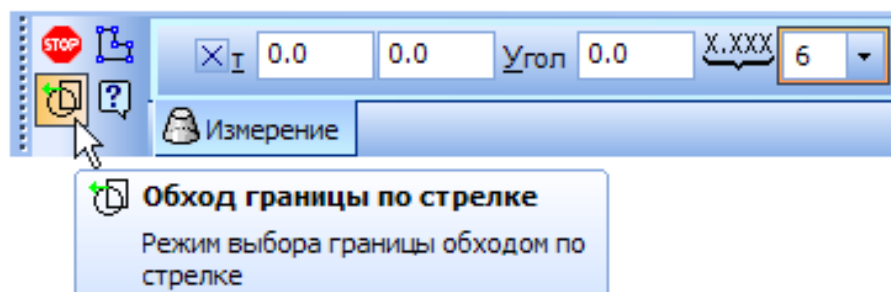 STOP × т 0.0 0.0 Угол 0.0 X.XXX 6
? Измерение
Обход границы по стрелке
Режим выбора границы обходом по
стрелке